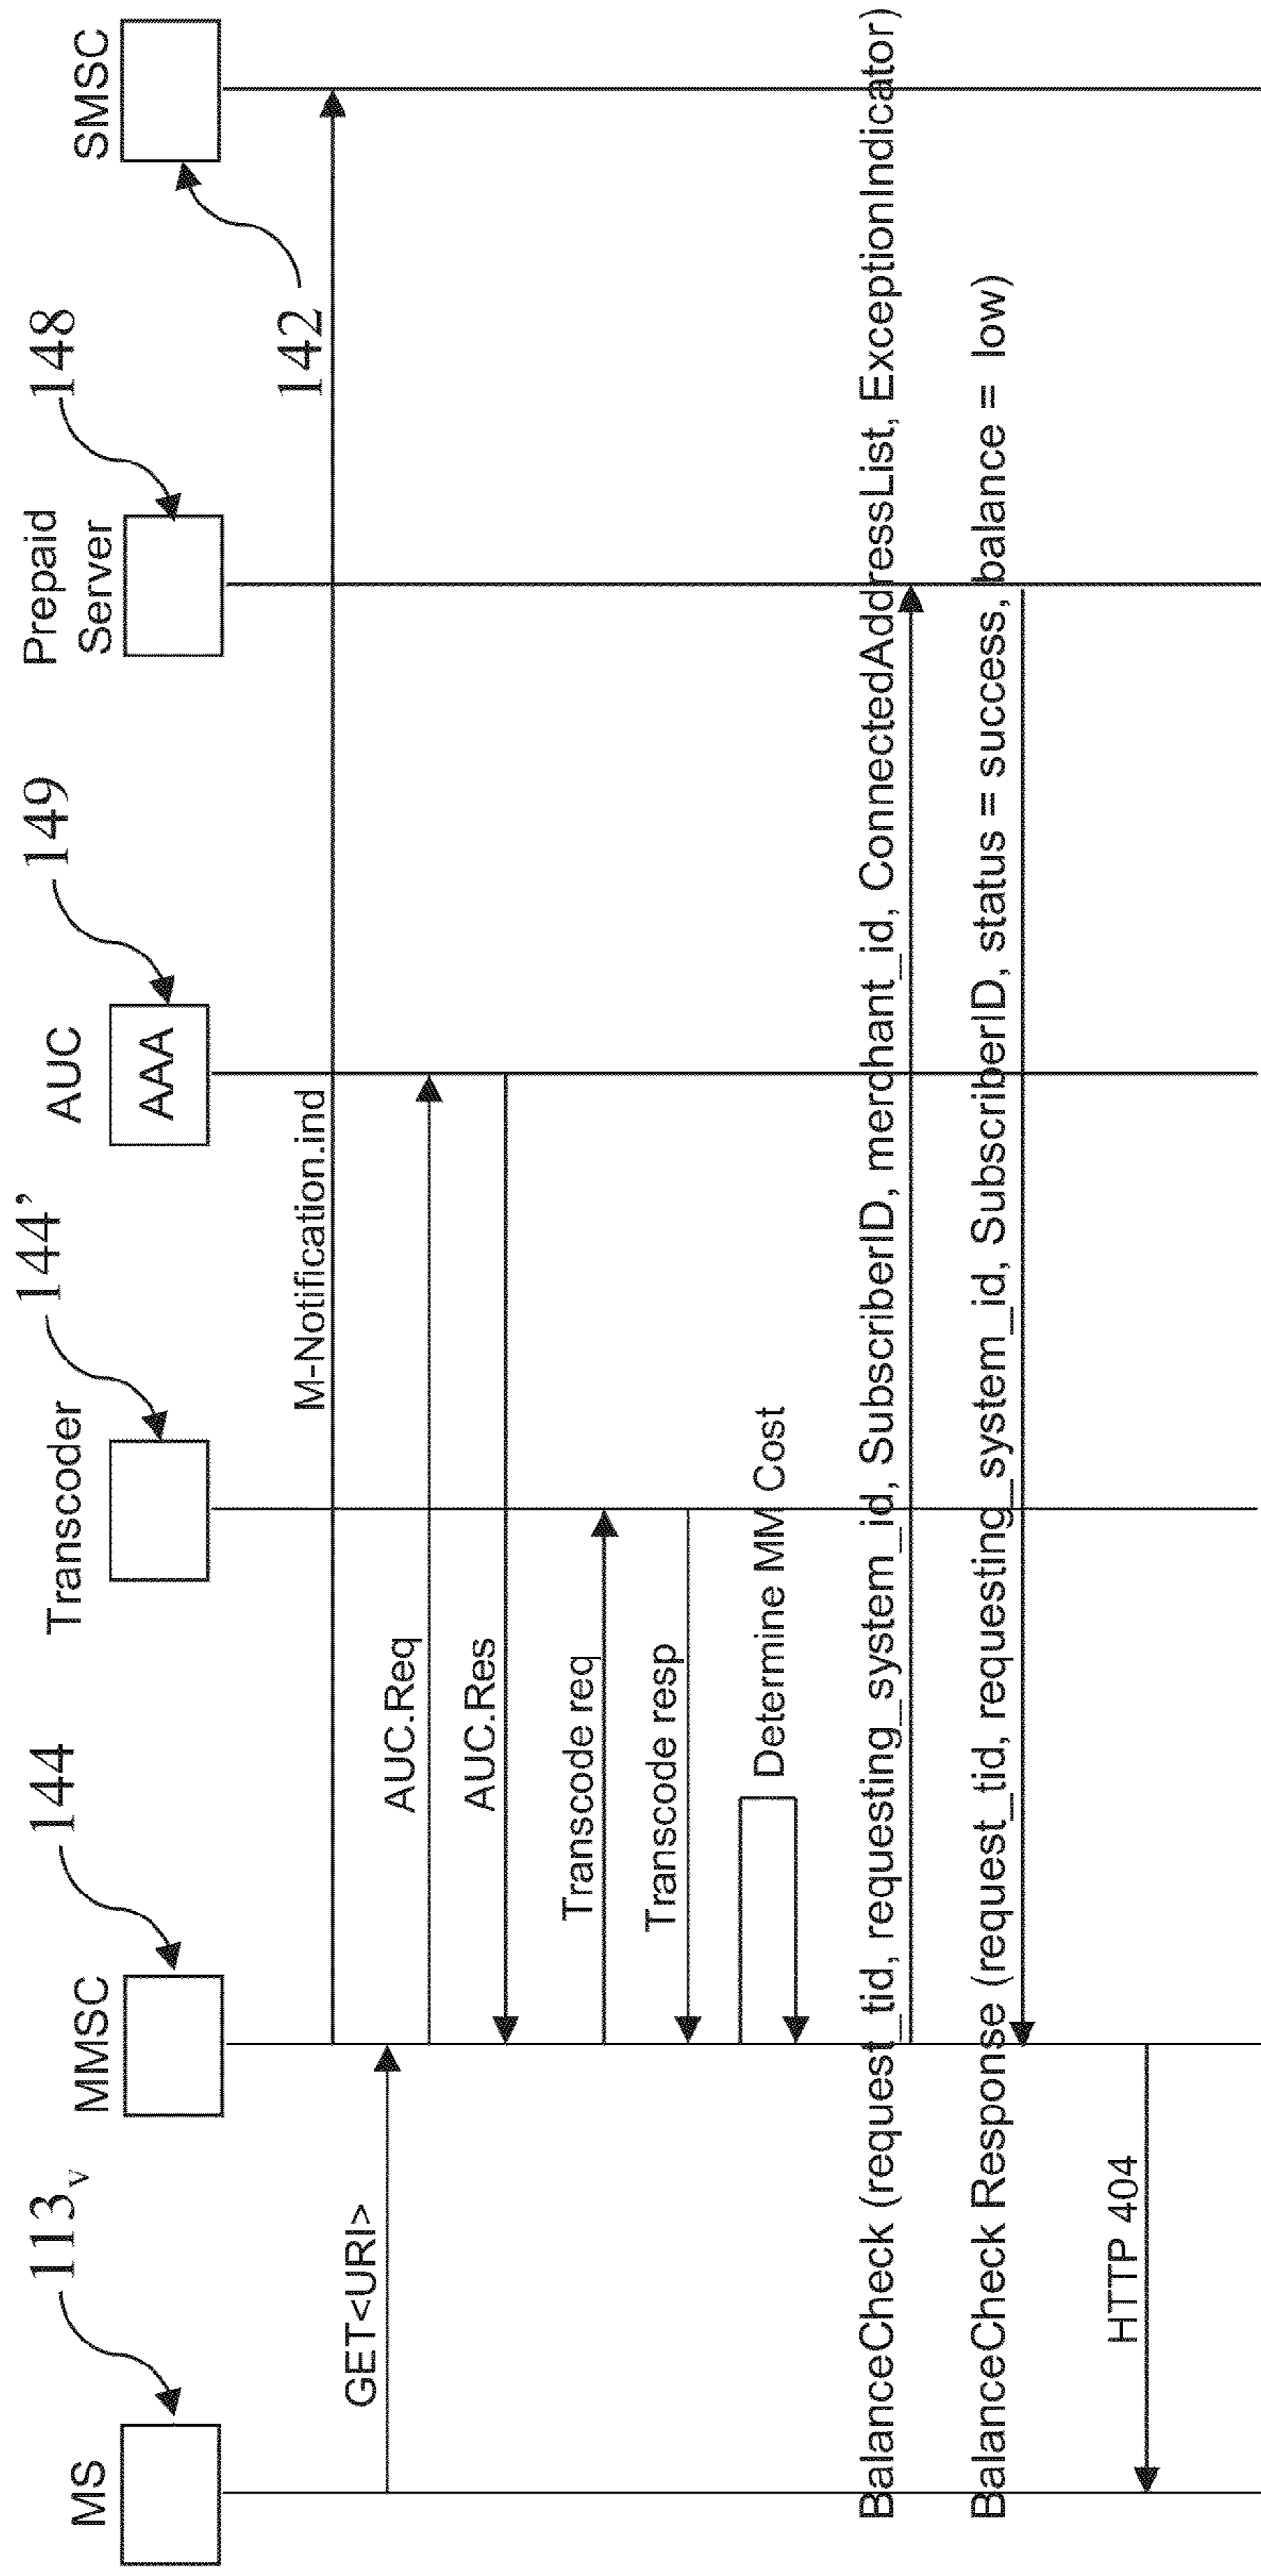 113v
144
144’
149
148
MS
MMSC
Transcoder
AUC
Prepaid
Server
SMSC
AAA
142
M-Notification.ind
GET<URI>
AUC.Req
AUC.Res
Transcode req
Transcode resp
Determine MM Cost
BalanceCheck (request_tid, requesting_system_id, SubscriberID, merchant_id, ConnectedAddressList, ExceptionIndicator)
BalanceCheck Response (request_tid, requesting_system_id, SubscriberID, status = success, balance = low)
HTTP 404